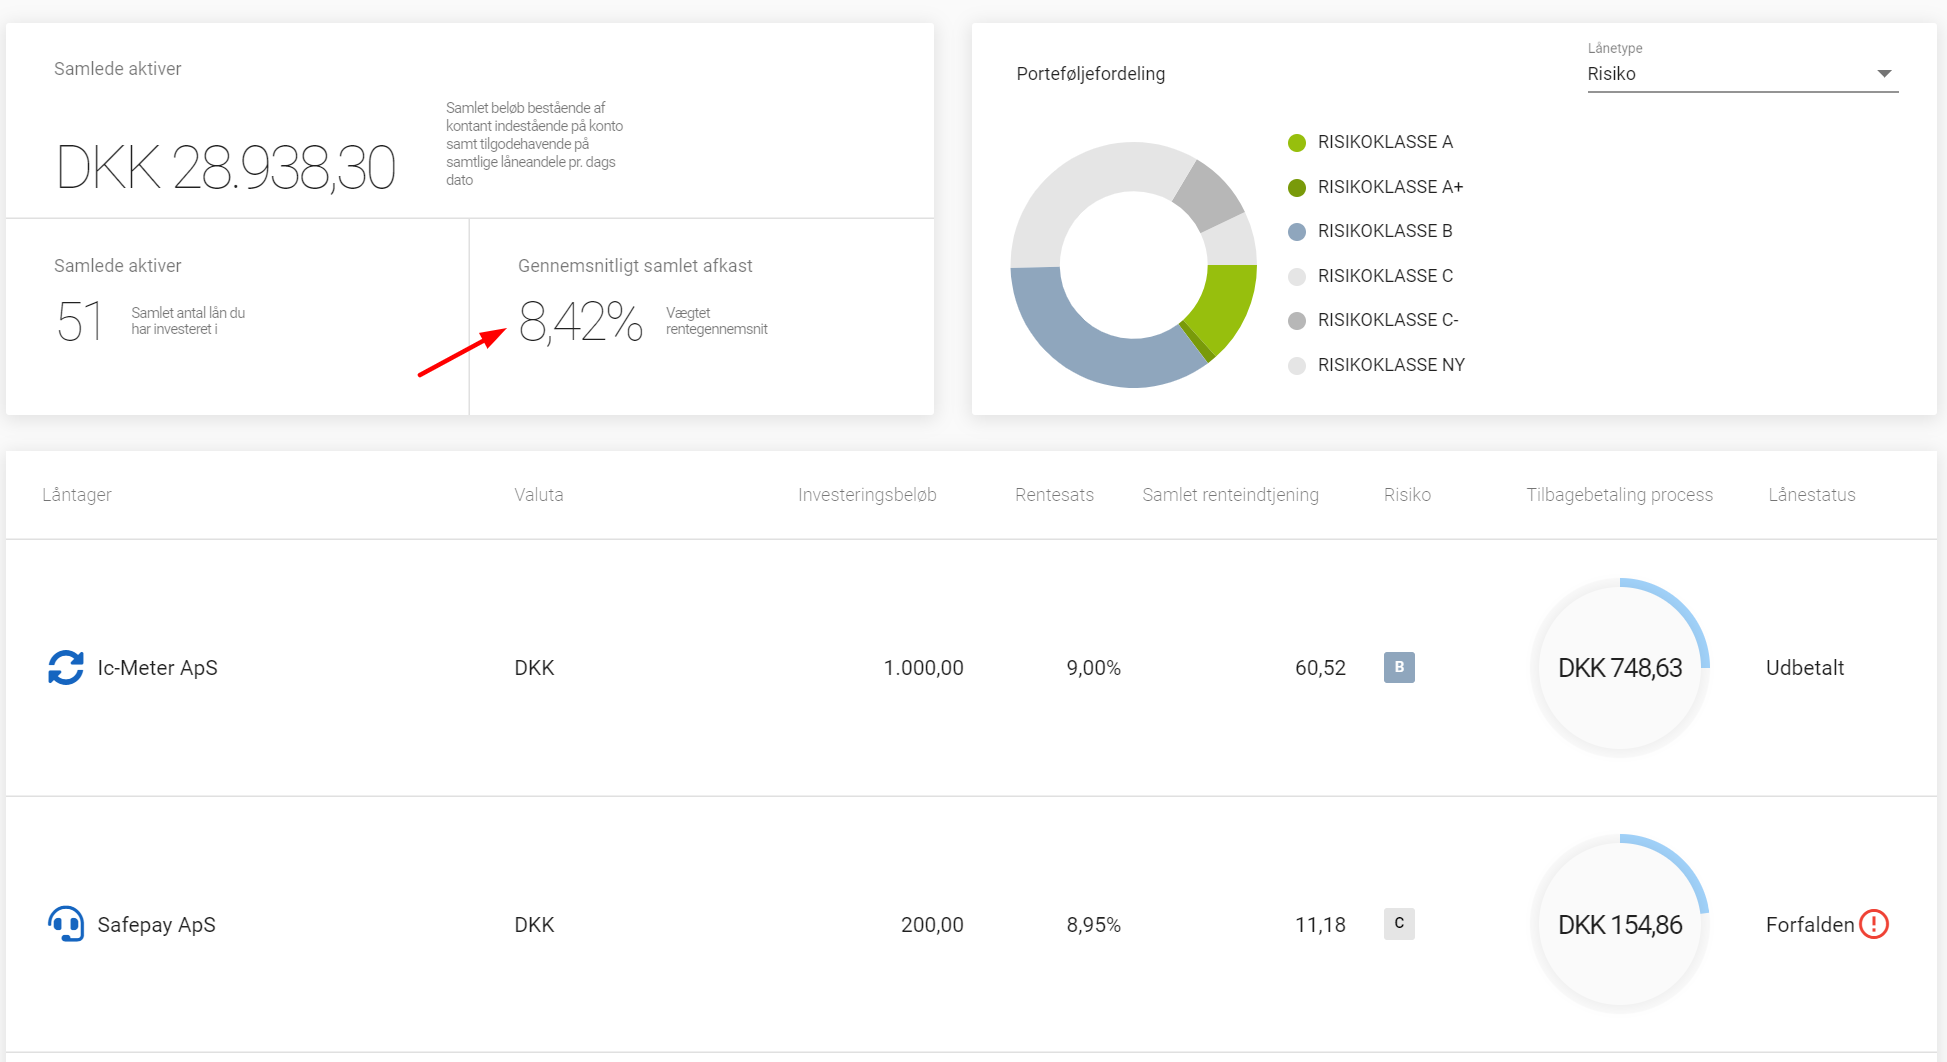 Samlede aktiver
DKK 28.938,30
Samlet beløb bestående af
kontant indestående på konto
samt tilgodehavende på
samtlige låneandele pr. dags
dato
Samlede aktiver
51
Samlet antal lån du
har investeret i
Gennemsnitligt samlet afkast
8,42%
Vægtet
rentegennemsnit
Porteføljefordeling
Lånetype
Risiko
RISIKOKLASSE A
RISIKOKLASSE A+
RISIKOKLASSE B
RISIKOKLASSE C
RISIKOKLASSE C-
RISIKOKLASSE NY
Låntager Valuta Investeringsbeløb Rentesats Samlet renteindtjening Risiko Tilbagebetaling process Lånestatus
Ic-Meter ApS DKK 1.000,00 9,00% 60,52 B DKK 748,63 Udbetalt
Safepay ApS DKK 200,00 8,95% 11,18 C DKK 154,86 Forfalden